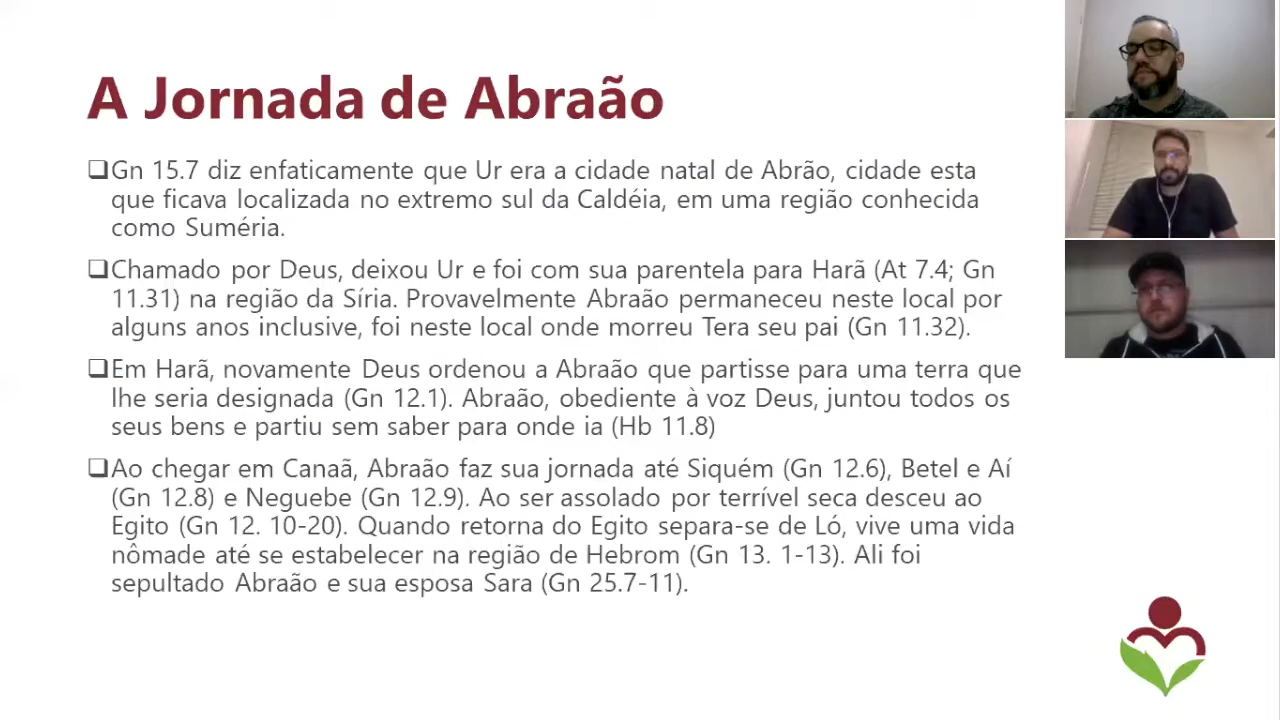 A Jornada de Abraão
❑Gn 15.7 diz enfaticamente que Ur era a cidade natal de Abrão, cidade esta
que ficava localizada no extremo sul da Caldéia, em uma região conhecida
como Suméria.
❑Chamado por Deus, deixou Ur e foi com sua parentela para Harã (At 7.4; Gn
11.31) na região da Síria. Provavelmente Abraão permaneceu neste local por
alguns anos inclusive, foi neste local onde morreu Tera seu pai (Gn 11.32).
❑Em Harã, novamente Deus ordenou a Abraão que partisse para uma terra que
lhe seria designada (Gn 12.1). Abraão, obediente à voz Deus, juntou todos os
seus bens e partiu sem saber para onde ia (Hb 11.8)
❑Ao chegar em Canaã, Abraão faz sua jornada até Siquém (Gn 12.6), Betel e Aí
(Gn 12.8) e Neguebe (Gn 12.9). Ao ser assolado por terrível seca desceu ao
Egito (Gn 12. 10-20). Quando retorna do Egito separa-se de Ló, vive uma vida
nômade até se estabelecer na região de Hebrom (Gn 13. 1-13). Ali foi
sepultado Abraão e sua esposa Sara (Gn 25.7-11).